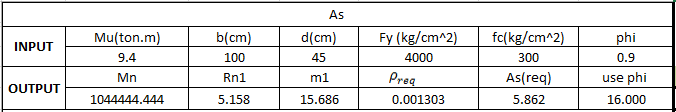 As
INPUT Mu(ton.m) b(cm) d(cm) Fy (kg/cm^2) fc(kg/cm^2) phi
9.4 100 45 4000 300 0.9
OUTPUT Mn Rn1 m1 ρreq As(req) use phi
1044444.444 5.158 15.686 0.001303 5.862 16.000